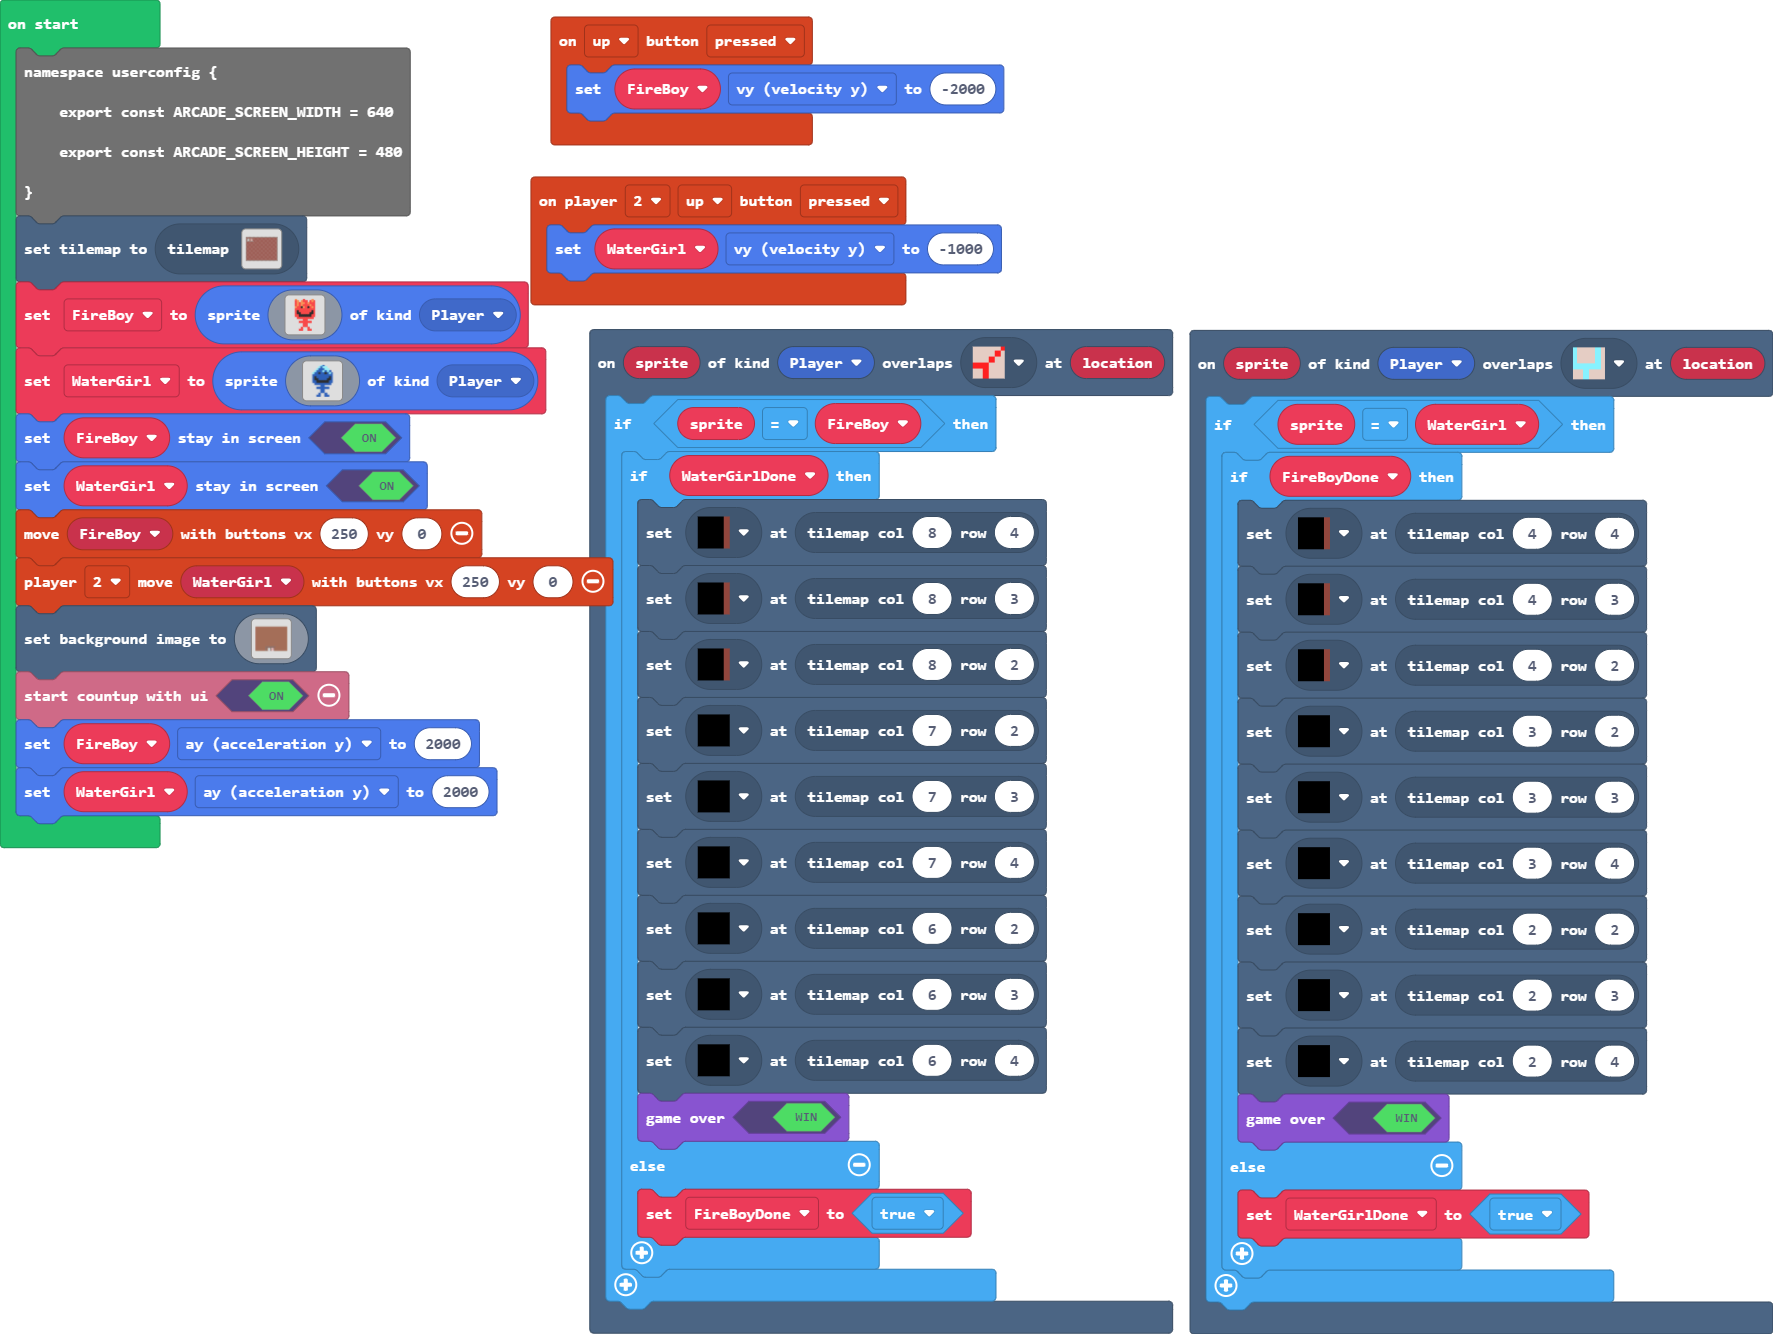 on start
namespace userconfig {
export const ARCADE_SCREEN_WIDTH = 640
export const ARCADE_SCREEN_HEIGHT = 480
}
set tilemap to tilemap
set FireBoy to sprite of kind Player
set WaterGirl to sprite of kind Player
set FireBoy stay in screen ON
set WaterGirl stay in screen ON
move FireBoy with buttons vx 250 vy 0
player 2 move WaterGirl with buttons vx 250 vy 0
set background image to
start countup with ui ON
set FireBoy ay (acceleration y) to 2000
set WaterGirl ay (acceleration y) to 2000
on up button pressed
set FireBoy vy (velocity y) to -2000
on player 2 up button pressed
set WaterGirl vy (velocity y) to -1000
on sprite of kind Player overlaps at location
if sprite = FireBoy then
if WaterGirlDone then
set at tilemap col 8 row 4
set at tilemap col 8 row 3
set at tilemap col 8 row 2
set at tilemap col 7 row 2
set at tilemap col 7 row 3
set at tilemap col 7 row 4
set at tilemap col 6 row 2
set at tilemap col 6 row 3
set at tilemap col 6 row 4
game over WIN
else
set FireBoyDone to true
on sprite of kind Player overlaps at location
if sprite = WaterGirl then
if FireBoyDone then
set at tilemap col 4 row 4
set at tilemap col 4 row 3
set at tilemap col 4 row 2
set at tilemap col 3 row 2
set at tilemap col 3 row 3
set at tilemap col 3 row 4
set at tilemap col 2 row 2
set at tilemap col 2 row 3
set at tilemap col 2 row 4
game over WIN
else
set WaterGirlDone to true